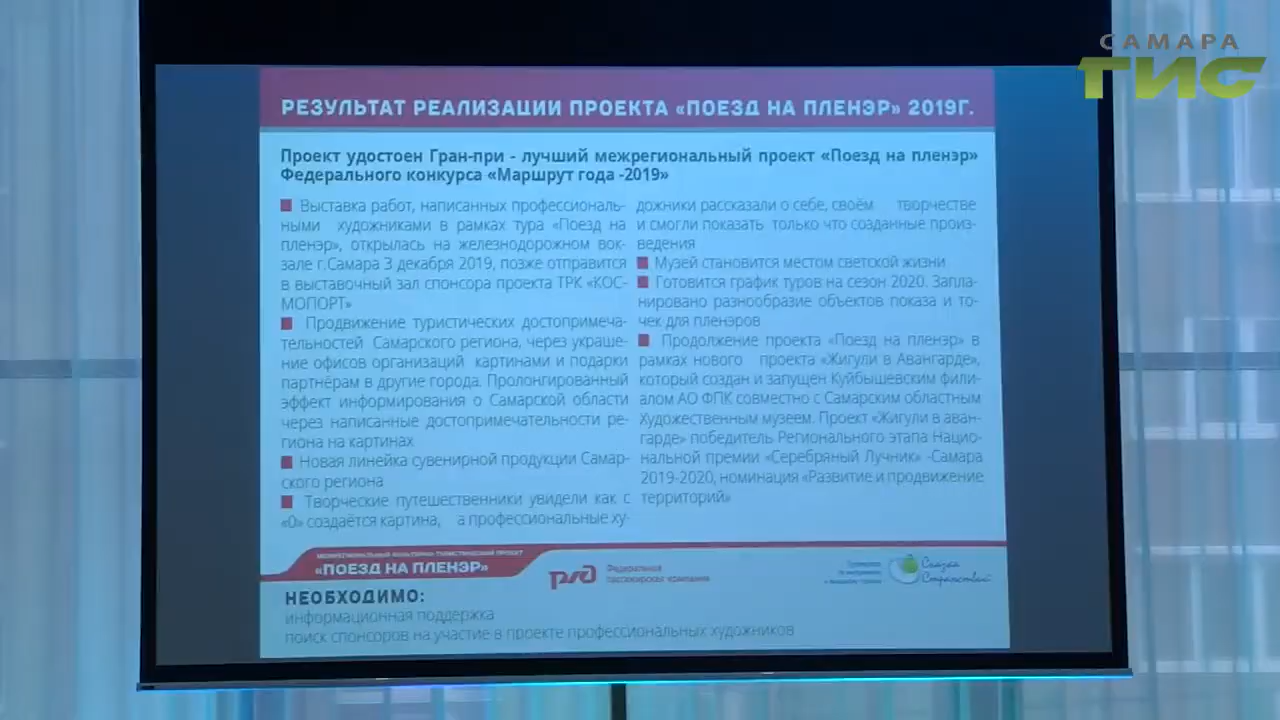 САМАРА
ГИС
РЕЗУЛЬТАТ РЕАЛИЗАЦИИ ПРОЕКТА «ПОЕЗД НА ПЛЕНЭР» 2019Г.
Проект удостоен Гран-при - лучший межрегиональный проект «Поезд на пленэр»
Федерального конкурса «Маршрут года -2019»
Выставка работ, написанных профессиональ-
ными художниками в рамках тура «Поезд на
пленэр», открылась на железнодорожном вок-
зале г.Самара 3 декабря 2019, позже отправится
в выставочный зал спонсора проекта ТРК «КОС-
МОПОРТ»
Продвижение туристических достопримеча-
тельностей Самарского региона, через украше-
ние офисов организаций картинами и подарки
партнёрам в другие города. Пролонгированный
эффект информирования о Самарской области
через написанные достопримечательности ре-
гиона на картинах
Новая линейка сувенирной продукции Самар-
ского региона
Творческие путешественники увидели как с
«0» создаётся картина, а профессиональные ху-
дожники рассказали о себе, своём творчестве
и смогли показать только что созданные произ-
ведения
Музей становится местом светской жизни
Готовится график туров на сезон 2020. Запла-
нировано разнообразие объектов показа и то-
чек для пленэров
Продолжение проекта «Поезд на пленэр» в
рамках нового проекта «Жигули в Авангарде»,
который создан и запущен Куйбышевским фили-
алом АО ФПК совместно с Самарским областным
Художественным музеем. Проект «Жигули в аван-
гарде» победитель Регионального этапа Нацио-
нальной премии «Серебряный Лучник» -Самара
2019-2020, номинация «Развитие и продвижение
территорий»
МЕЖРЕГИОНАЛЬНЫЙ КУЛЬТУРНО-ТУРИСТИЧЕСКИЙ ПРОЕКТ
«ПОЕЗД НА ПЛЕНЭР»
РЖД
Федеральная
пассажирская компания
Сказка
Странствий
НЕОБХОДИМО:
информационная поддержка
поиск спонсоров на участие в проекте профессиональных художников